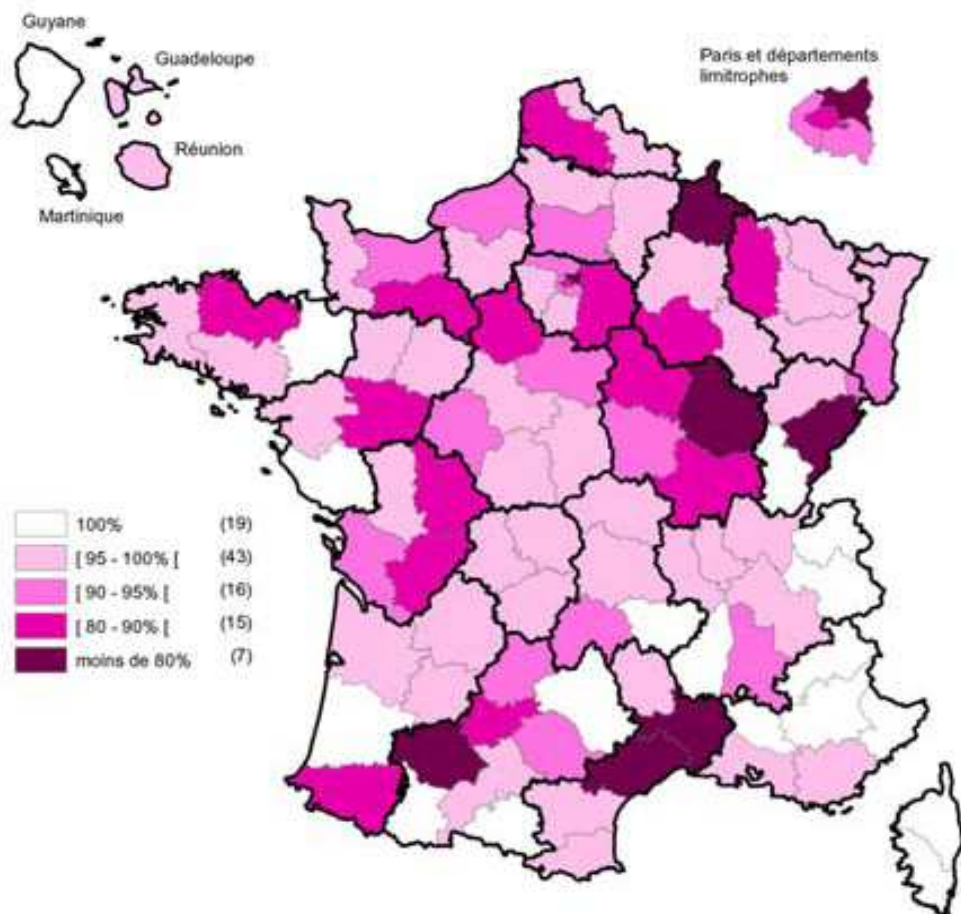 Guyane
Guadeloupe
Réunion
Martinique
Paris et départements
limitrophes
100% (19)
[ 95 - 100% [ (43)
[ 90 - 95% [ (16)
[ 80 - 90% [ (15)
moins de 80% (7)